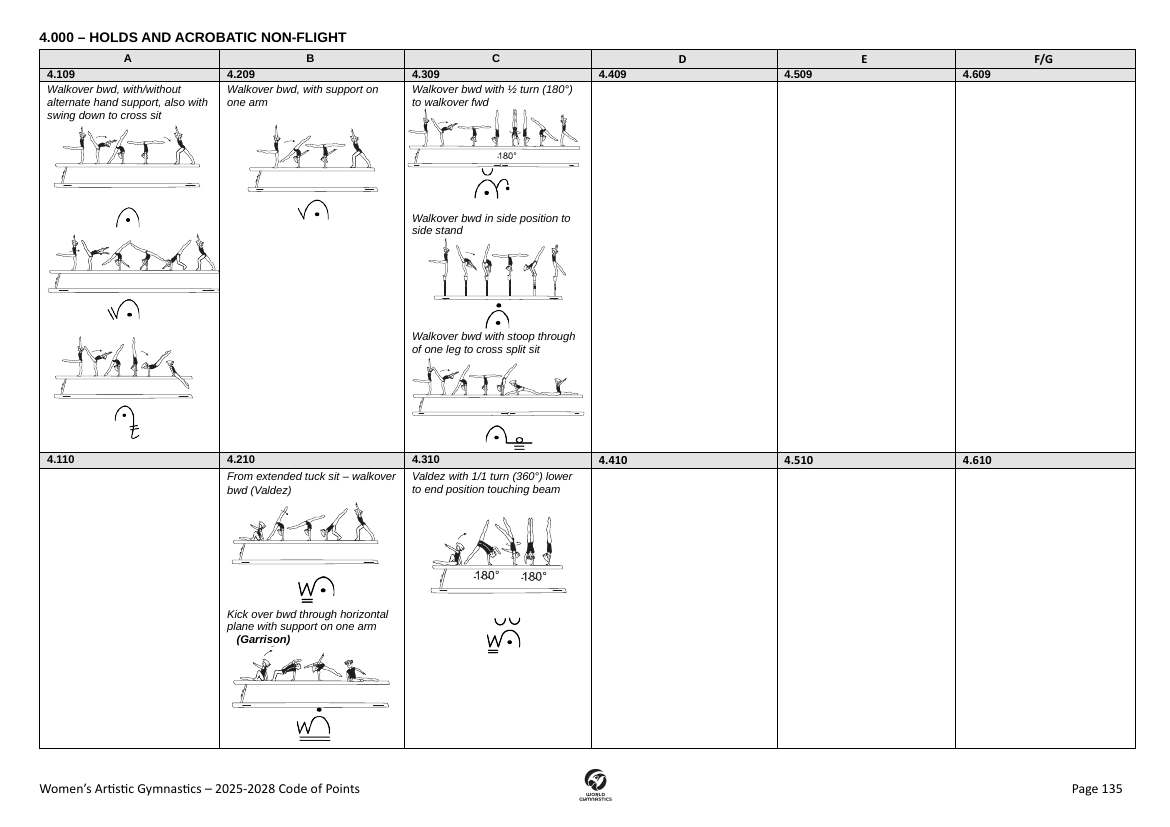 4.000 – HOLDS AND ACROBATIC NON-FLIGHT
A B C D E F/G
4.109 4.209 4.309 4.409 4.509 4.609
Walkover bwd, with/without
alternate hand support, also with
swing down to cross sit
Walkover bwd, with support on
one arm
Walkover bwd with ½ turn (180°)
to walkover fwd
180°
Walkover bwd in side position to
side stand
Walkover bwd with stoop through
of one leg to cross split sit
4.110 4.210 4.310 4.410 4.510 4.610
From extended tuck sit – walkover
bwd (Valdez)
Kick over bwd through horizontal
plane with support on one arm
(Garrison)
Valdez with 1/1 turn (360°) lower
to end position touching beam
180° 180°
Women's Artistic Gymnastics – 2025-2028 Code of Points
WORLD
GYMNASTICS
Page 135